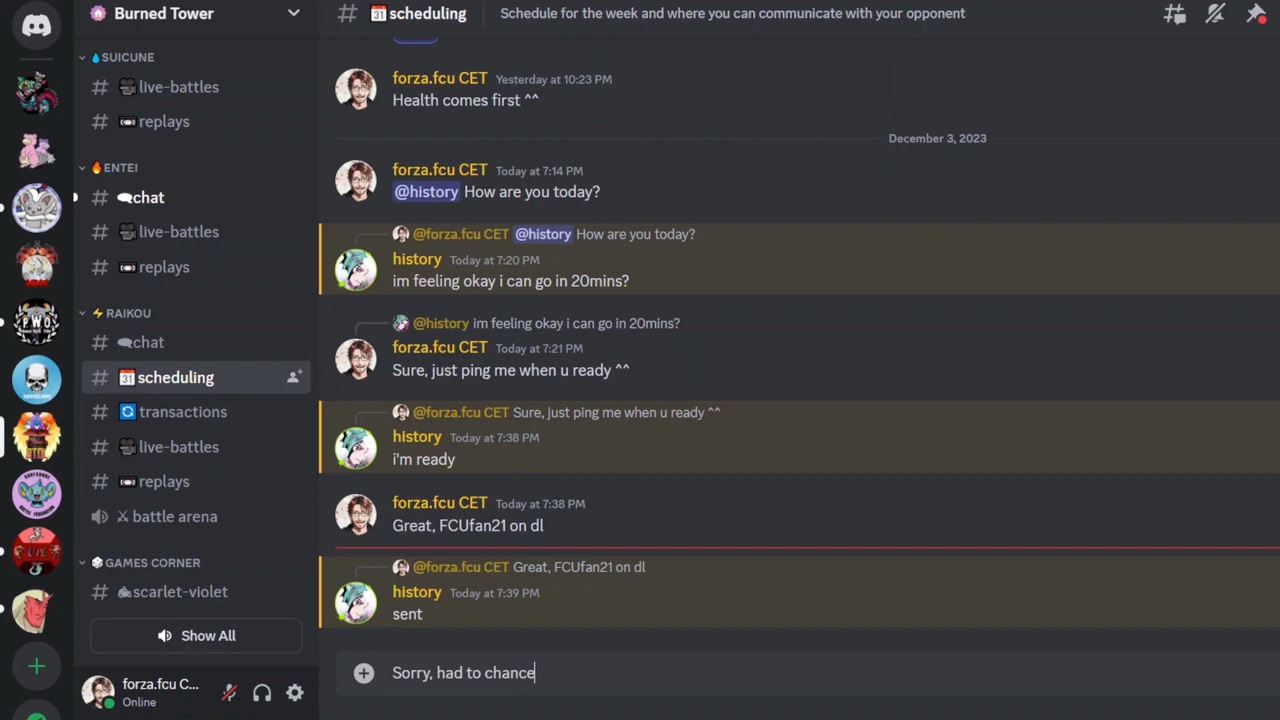 Burned Tower
SUICUNE
live-battles
replays
ENTEI
chat
live-battles
replays
RAIKOU
chat
31 scheduling
transactions
live-battles
replays
battle arena
GAMES CORNER
scarlet-violet
Show All
forza.fcu C...
Online
PWO
UPL
# 31 scheduling
Schedule for the week and where you can communicate with your opponent
forza.fcu CET Yesterday at 10:23 PM
Health comes first ^^
December 3, 2023
forza.fcu CET Today at 7:14 PM
@history How are you today?
@forza.fcu CET @history How are you today?
history Today at 7:20 PM
im feeling okay i can go in 20mins?
@history im feeling okay i can go in 20mins?
forza.fcu CET Today at 7:21 PM
Sure, just ping me when u ready ^^
@forza.fcu CET Sure, just ping me when u ready ^^
history Today at 7:38 PM
i'm ready
forza.fcu CET Today at 7:38 PM
Great, FCUfan21 on dl
@forza.fcu CET Great, FCUfan21 on dl
history Today at 7:39 PM
sent
Sorry, had to chance